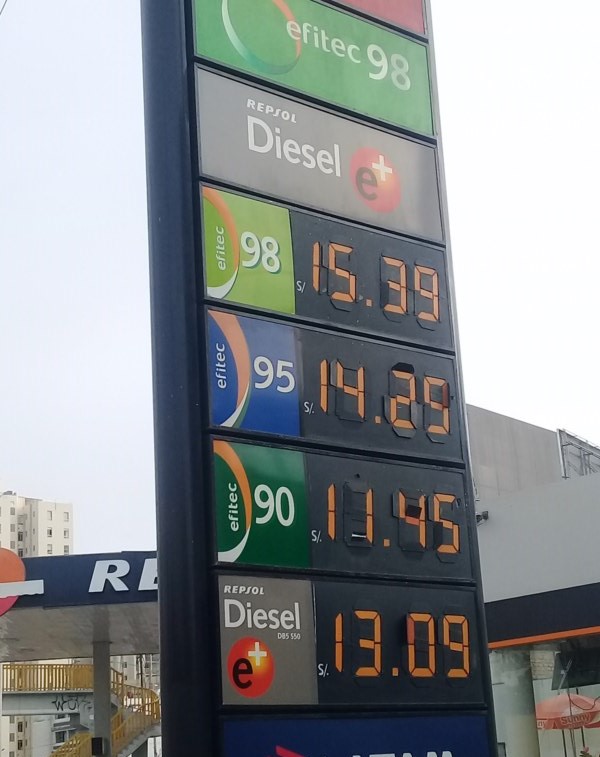 efitec 98
REPSOL
Diesel e+
efitec 98 S/ 15.39
efitec 95 S/. 14.29
efitec 90 S/. 11.45
REPSOL
Diesel
DB5 S50
e+ S/. 13.09
Sunny